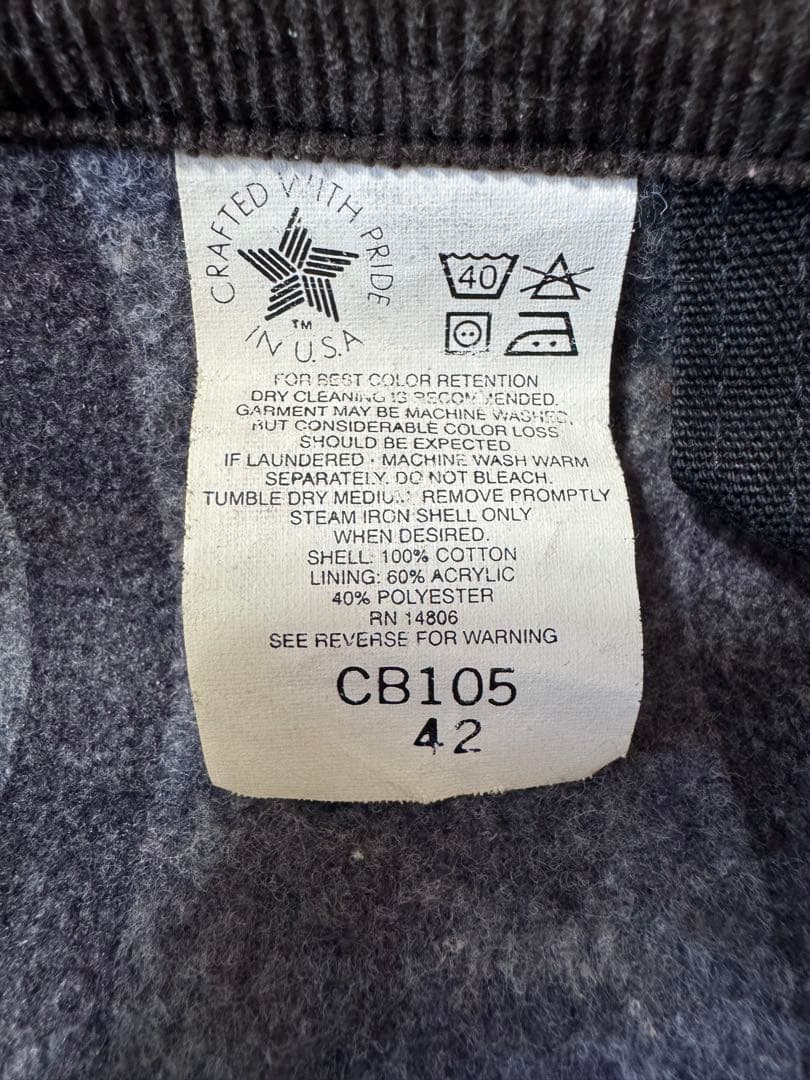 CRAFTED WITH PRIDE
IN U.S.A
TM
40
FOR BEST COLOR RETENTION
DRY CLEANING IS RECOMMENDED.
GARMENT MAY BE MACHINE WASHED,
BUT CONSIDERABLE COLOR LOSS
SHOULD BE EXPECTED
IF LAUNDERED · MACHINE WASH WARM
SEPARATELY. DO NOT BLEACH.
TUMBLE DRY MEDIUM. REMOVE PROMPTLY
STEAM IRON SHELL ONLY
WHEN DESIRED.
SHELL: 100% COTTON
LINING: 60% ACRYLIC
40% POLYESTER
RN 14806
SEE REVERSE FOR WARNING
CB105
42